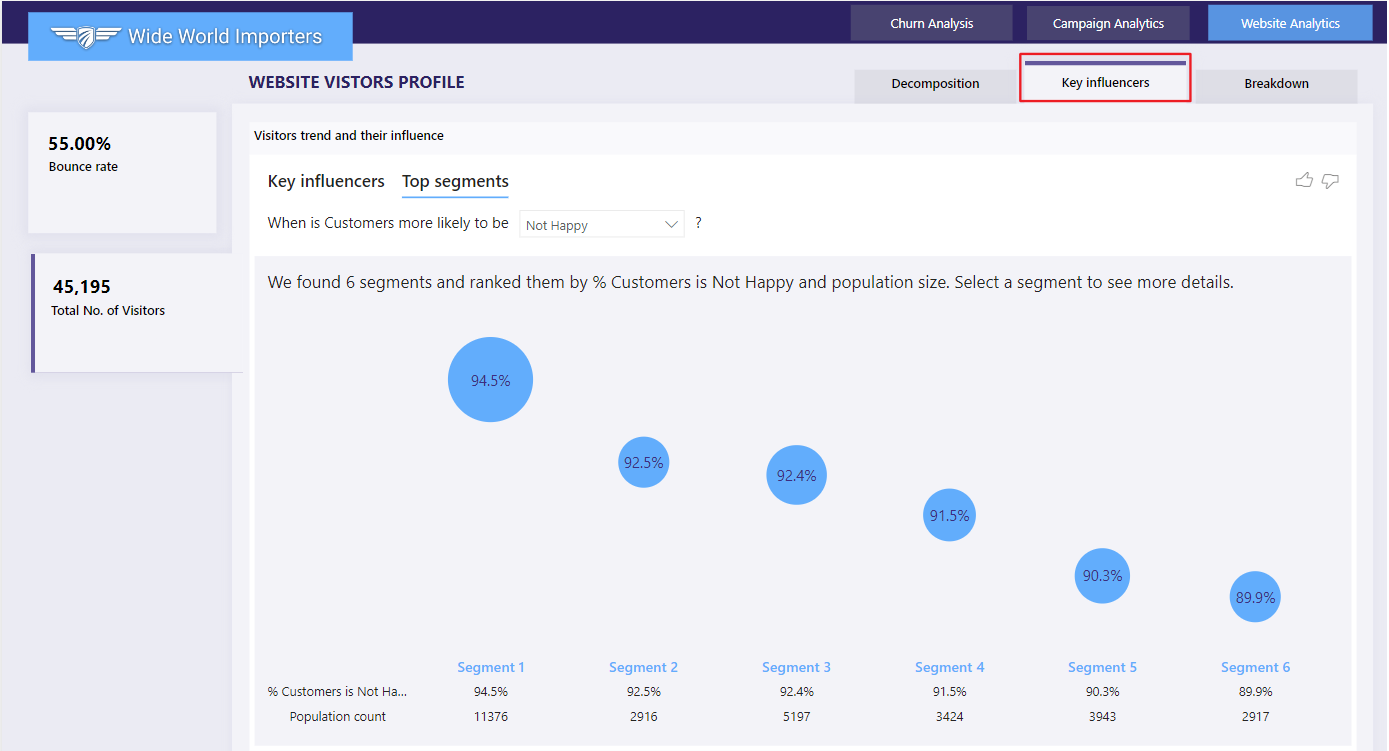 Wide World Importers
Churn Analysis
Campaign Analytics
Website Analytics
WEBSITE VISTORS PROFILE
Decomposition
Key influencers
Breakdown
55.00%
Bounce rate
45,195
Total No. of Visitors
Visitors trend and their influence
Key influencers Top segments
When is Customers more likely to be Not Happy ?
We found 6 segments and ranked them by % Customers is Not Happy and population size. Select a segment to see more details.
94.5%
92.5%
92.4%
91.5%
90.3%
89.9%
Segment 1 Segment 2 Segment 3 Segment 4 Segment 5 Segment 6
% Customers is Not Ha... 94.5% 92.5% 92.4% 91.5% 90.3% 89.9%
Population count 11376 2916 5197 3424 3943 2917